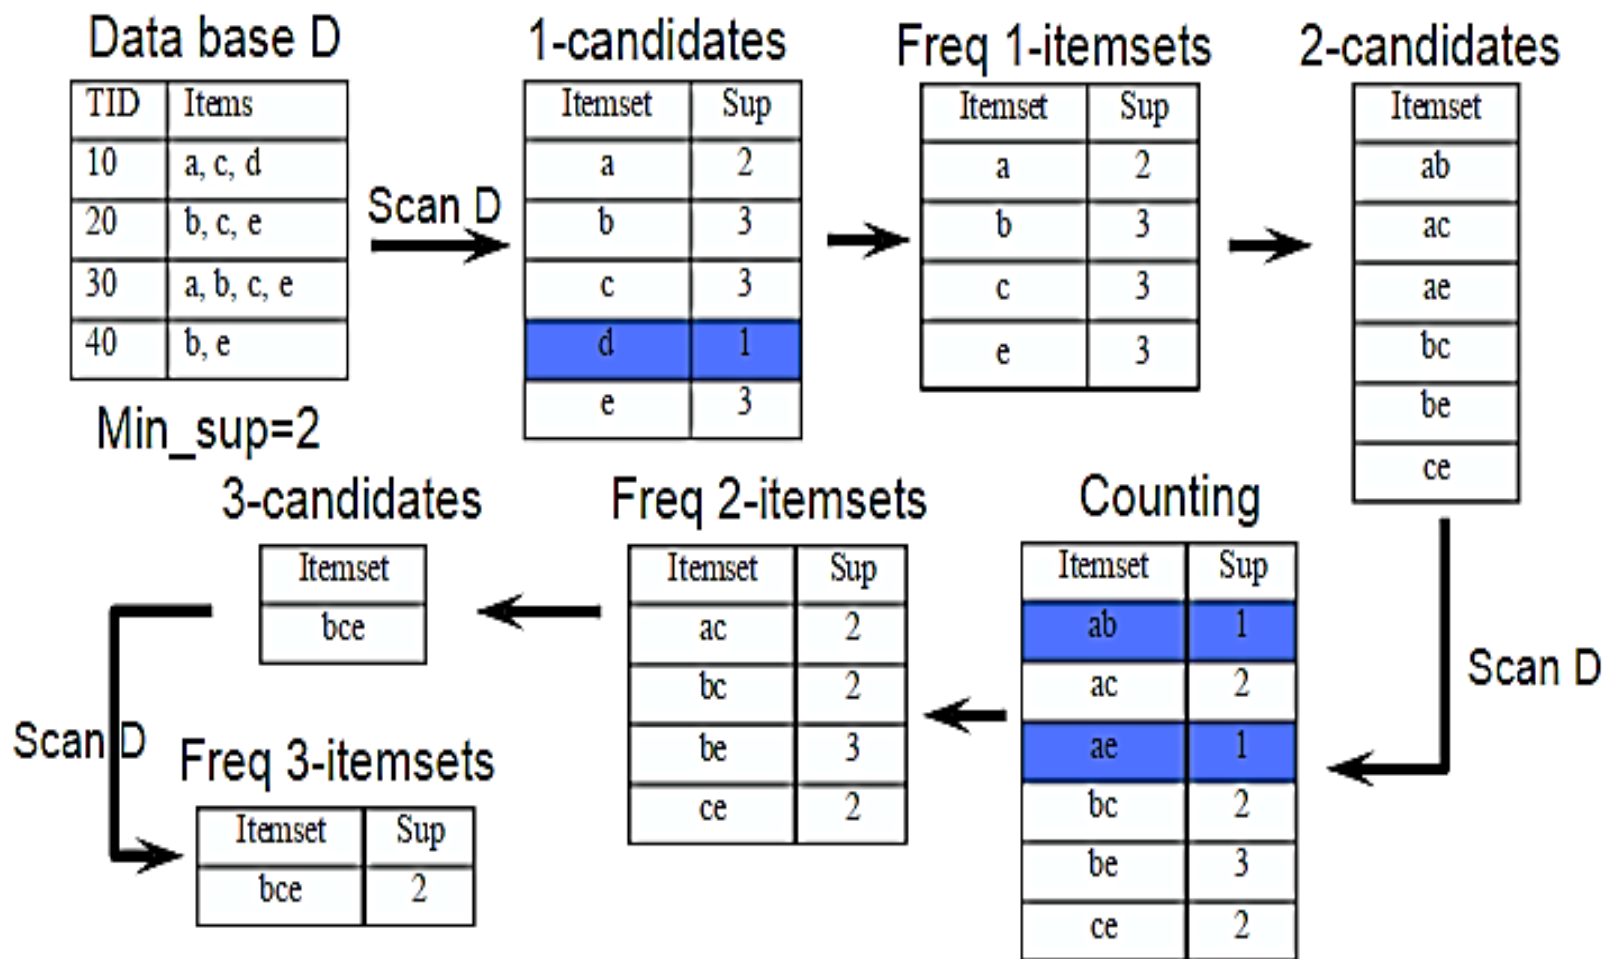 Data base D
TID Items
10 a, c, d
20 b, c, e
30 a, b, c, e
40 b, e
Min_sup=2
Scan D
1-candidates
Itemset Sup
a 2
b 3
c 3
d 1
e 3
Freq 1-itemsets
Itemset Sup
a 2
b 3
c 3
e 3
2-candidates
Itemset
ab
ac
ae
bc
be
ce
Scan D
Counting
Itemset Sup
ab 1
ac 2
ae 1
bc 2
be 3
ce 2
Freq 2-itemsets
Itemset Sup
ac 2
bc 2
be 3
ce 2
3-candidates
Itemset
bce
Scan D
Freq 3-itemsets
Itemset Sup
bce 2